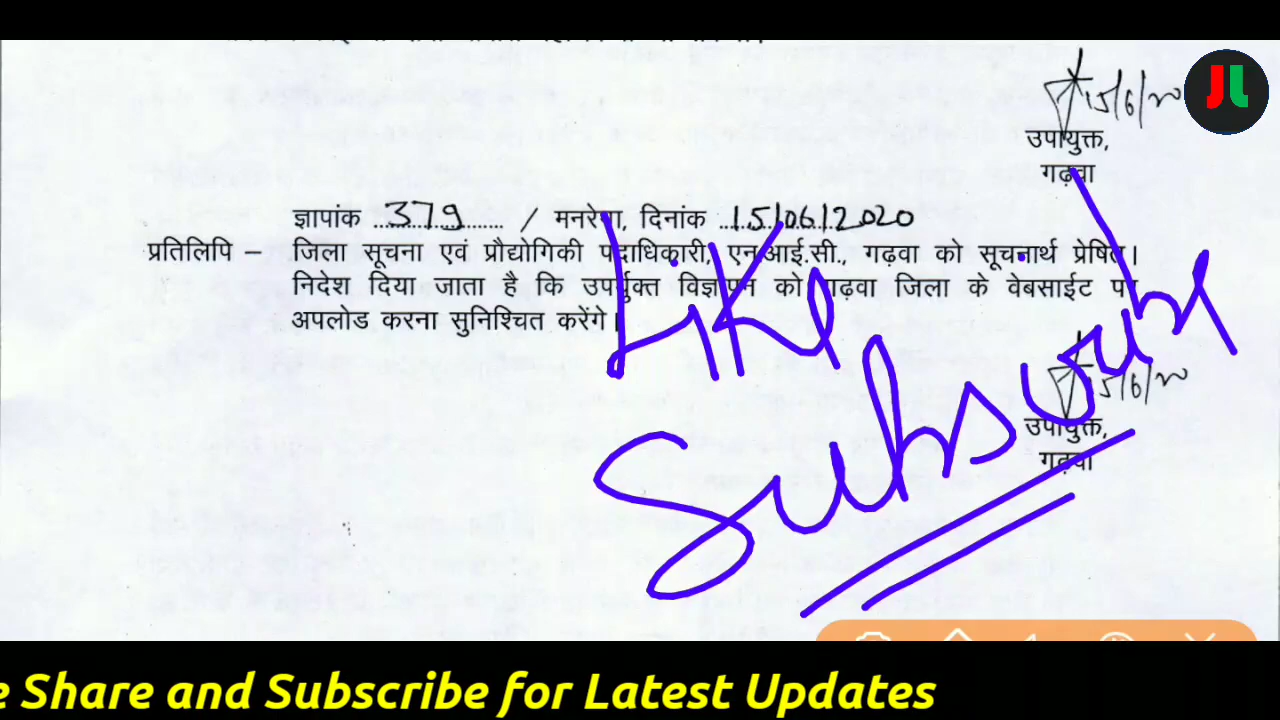 JL
15/6/20
उपायुक्त,
गढ़वा
ज्ञापांक 379 / मनरेगा, दिनांक 15/06/2020
प्रतिलिपि – जिला सूचना एवं प्रौद्योगिकी पदाधिकारी, एन.आई.सी., गढ़वा को सूचनार्थ प्रेषित।
निदेश दिया जाता है कि उपर्युक्त विज्ञापन को गढ़वा जिला के वेबसाईट पर
अपलोड करना सुनिश्चित करेंगे।
Like
Subscribe
15/6/20
उपायुक्त,
गढ़वा
e Share and Subscribe for Latest Updates